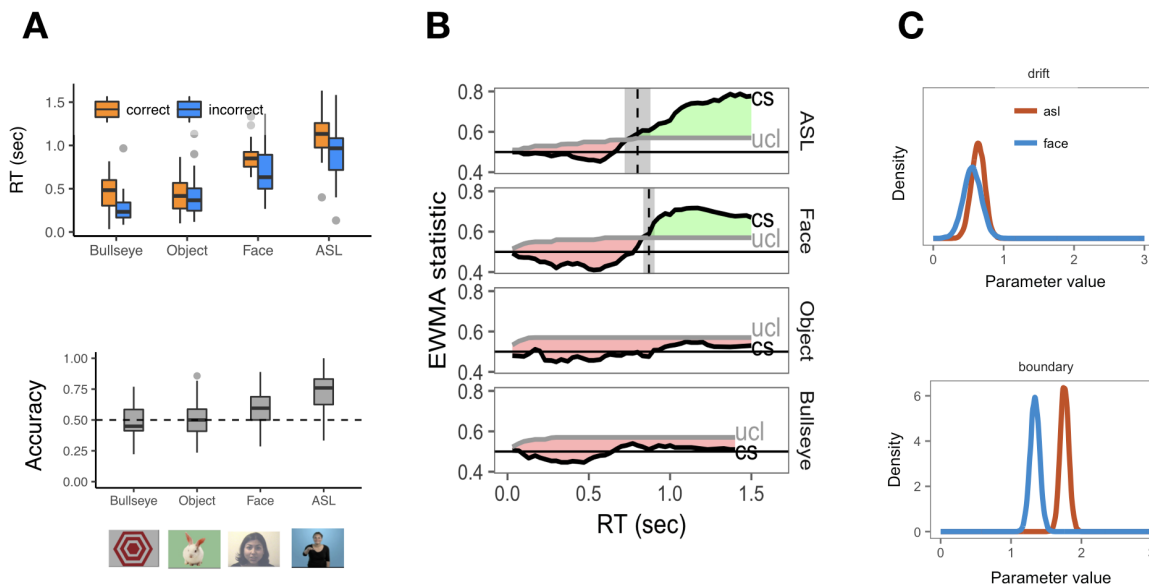 A
B
C
RT (sec)
1.5
1.0
0.5
0.0
correct
incorrect
Bullseye
Object
Face
ASL
Accuracy
1.00
0.75
0.50
0.25
0.00
Bullseye
Object
Face
ASL
EWMA statistic
0.8
0.6
0.4
cs
ucl
ASL
0.8
0.6
0.4
cs
ucl
Face
0.8
0.6
0.4
ucl
cs
Object
0.8
0.6
0.4
ucl
cs
Bullseye
0.0
0.5
1.0
1.5
RT (sec)
drift
asl
face
Density
0
1
2
3
Parameter value
boundary
6
4
2
0
Density
0
1
2
3
Parameter value